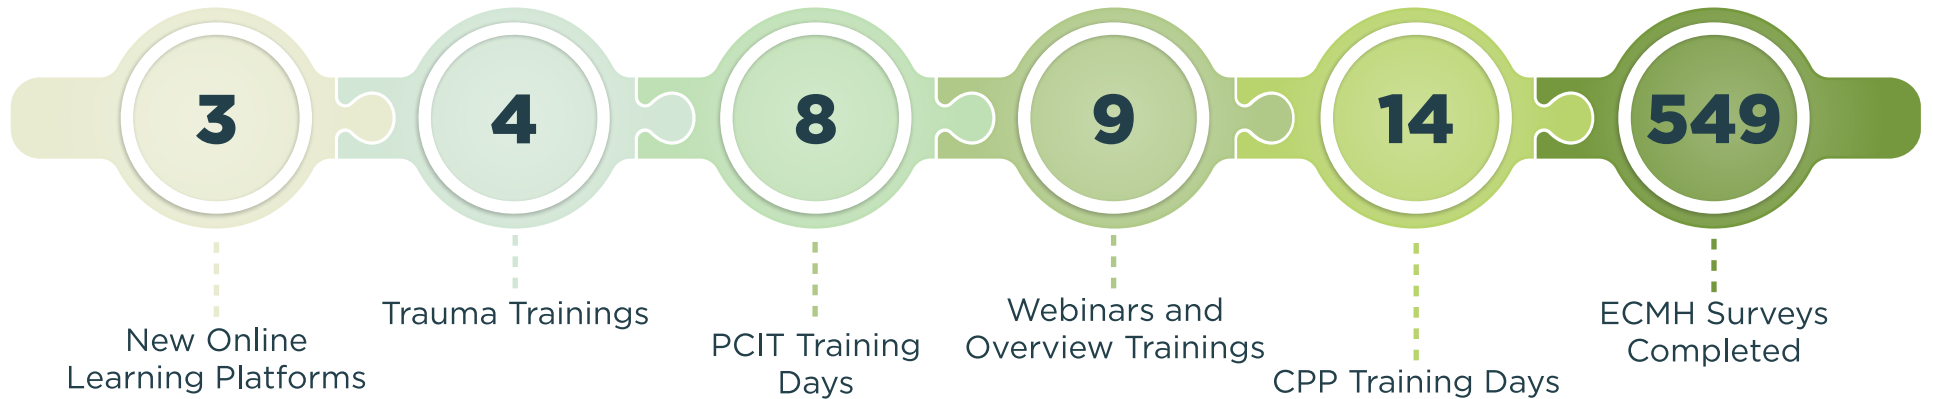 3
New Online
Learning Platforms
4
Trauma Trainings
8
PCIT Training
Days
9
Webinars and
Overview Trainings
14
CPP Training Days
549
ECMH Surveys
Completed